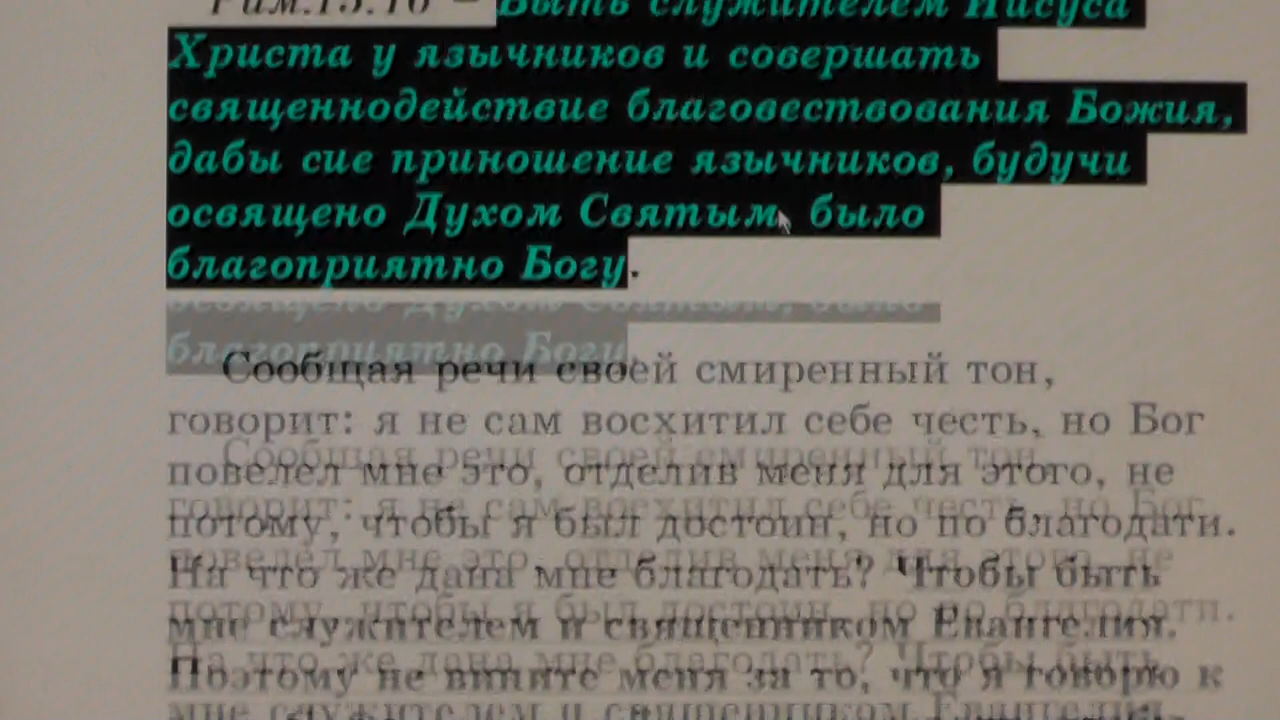 Рим.15:16 – Быть служителем Иисуса
Христа у язычников и совершать
священнодействие благовествования Божия,
дабы сие приношение язычников, будучи
освящено Духом Святым, было
благоприятно Богу.
Сообщая речи своей смиренный тон,
говорит: я не сам восхитил себе честь, но Бог
повелел мне это, отделив меня для этого, не
потому, чтобы я был достоин, но по благодати.
На что же дана мне благодать? Чтобы быть
мне служителем и священником Евангелия.
Поэтому не вините меня за то, что я говорю к